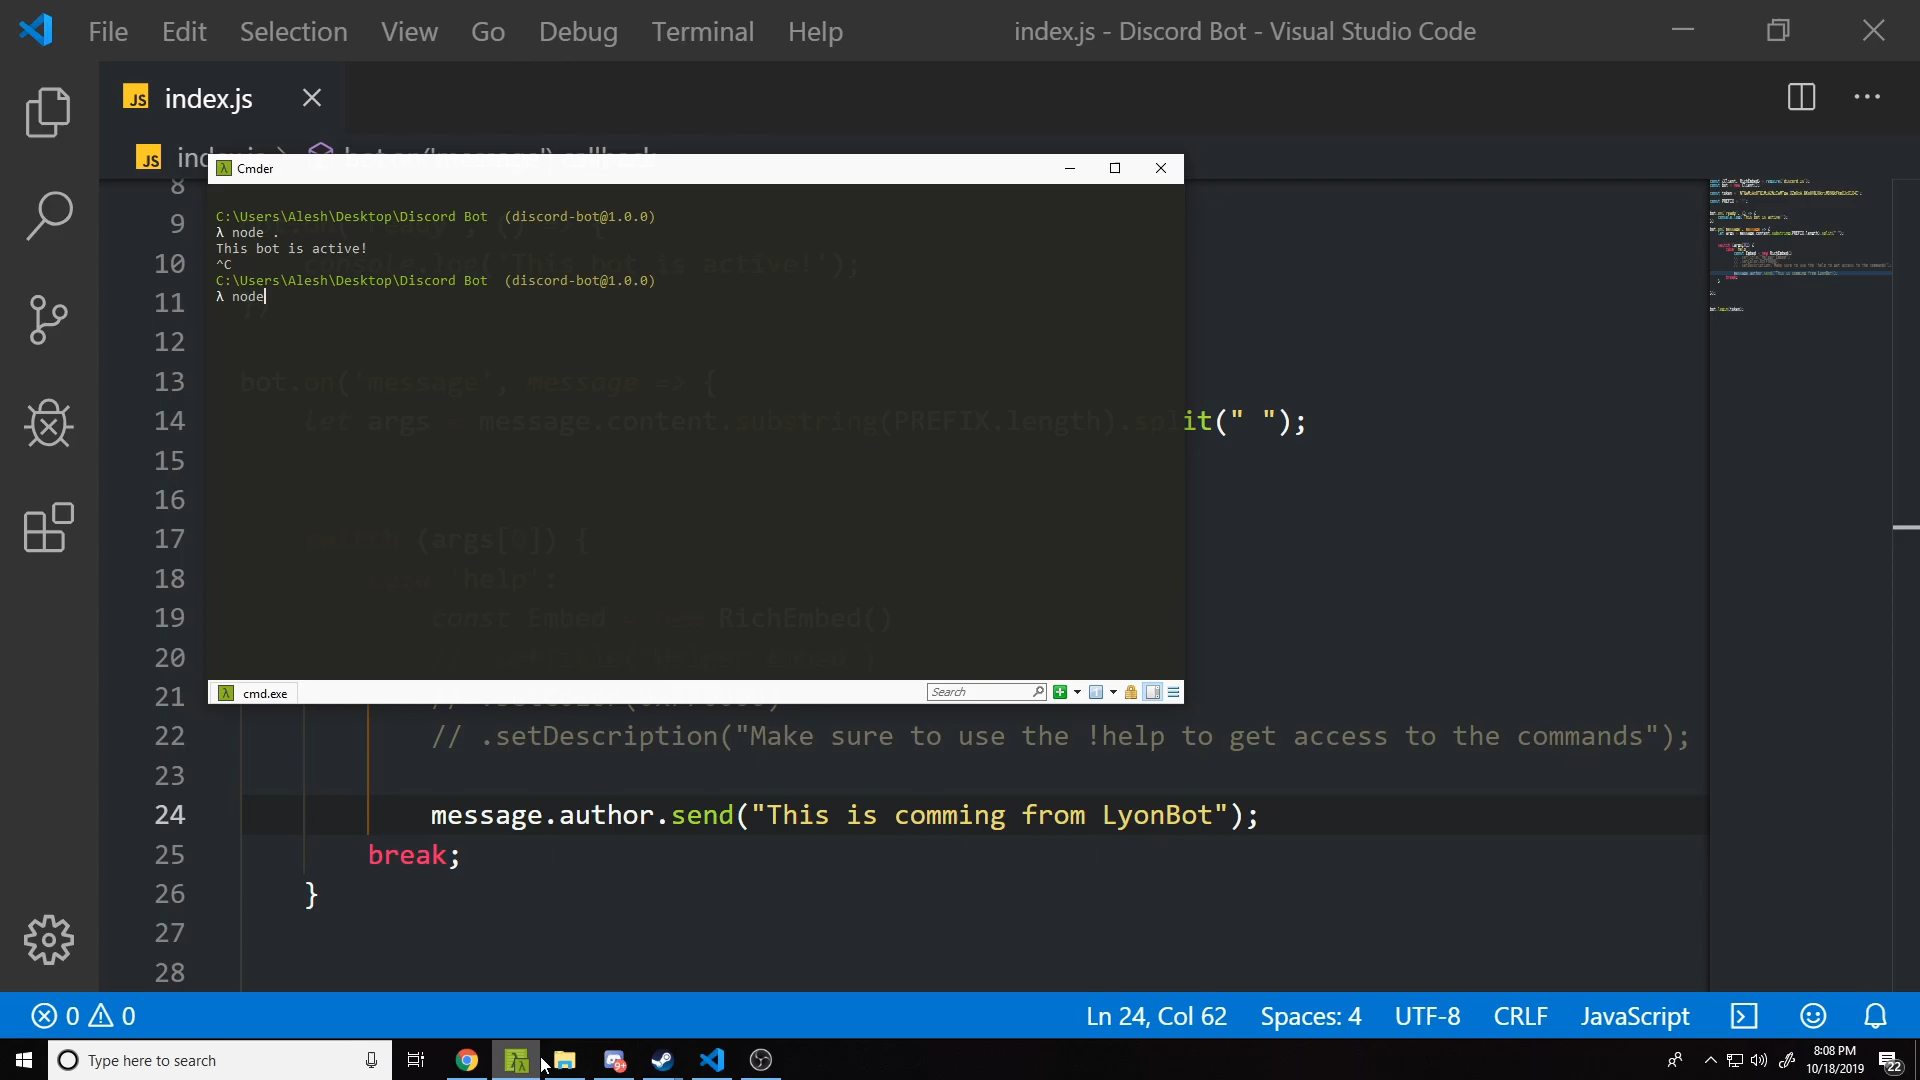 File Edit Selection View Go Debug Terminal Help index.js - Discord Bot - Visual Studio Code
JS index.js
JS
Cmder
C:\Users\Alesh\Desktop\Discord Bot (discord-bot@1.0.0)
λ node .
This bot is active!
^C
C:\Users\Alesh\Desktop\Discord Bot (discord-bot@1.0.0)
λ node
8
9
10 console.log('This bot is active!');
11
12
13 bot.on('message', message => {
14 let args = message.content.substring(PREFIX.length).split(" ");
15
16
17 switch (args[0]) {
18 case 'help':
19 const Embed = new RichEmbed()
20
21
cmd.exe Search
22 // .setDescription("Make sure to use the !help to get access to the commands");
23
24 message.author.send("This is comming from LyonBot");
25 break;
26 }
27
28
0 0 Ln 24, Col 62 Spaces: 4 UTF-8 CRLF JavaScript
Type here to search
8:08 PM
10/18/2019
22